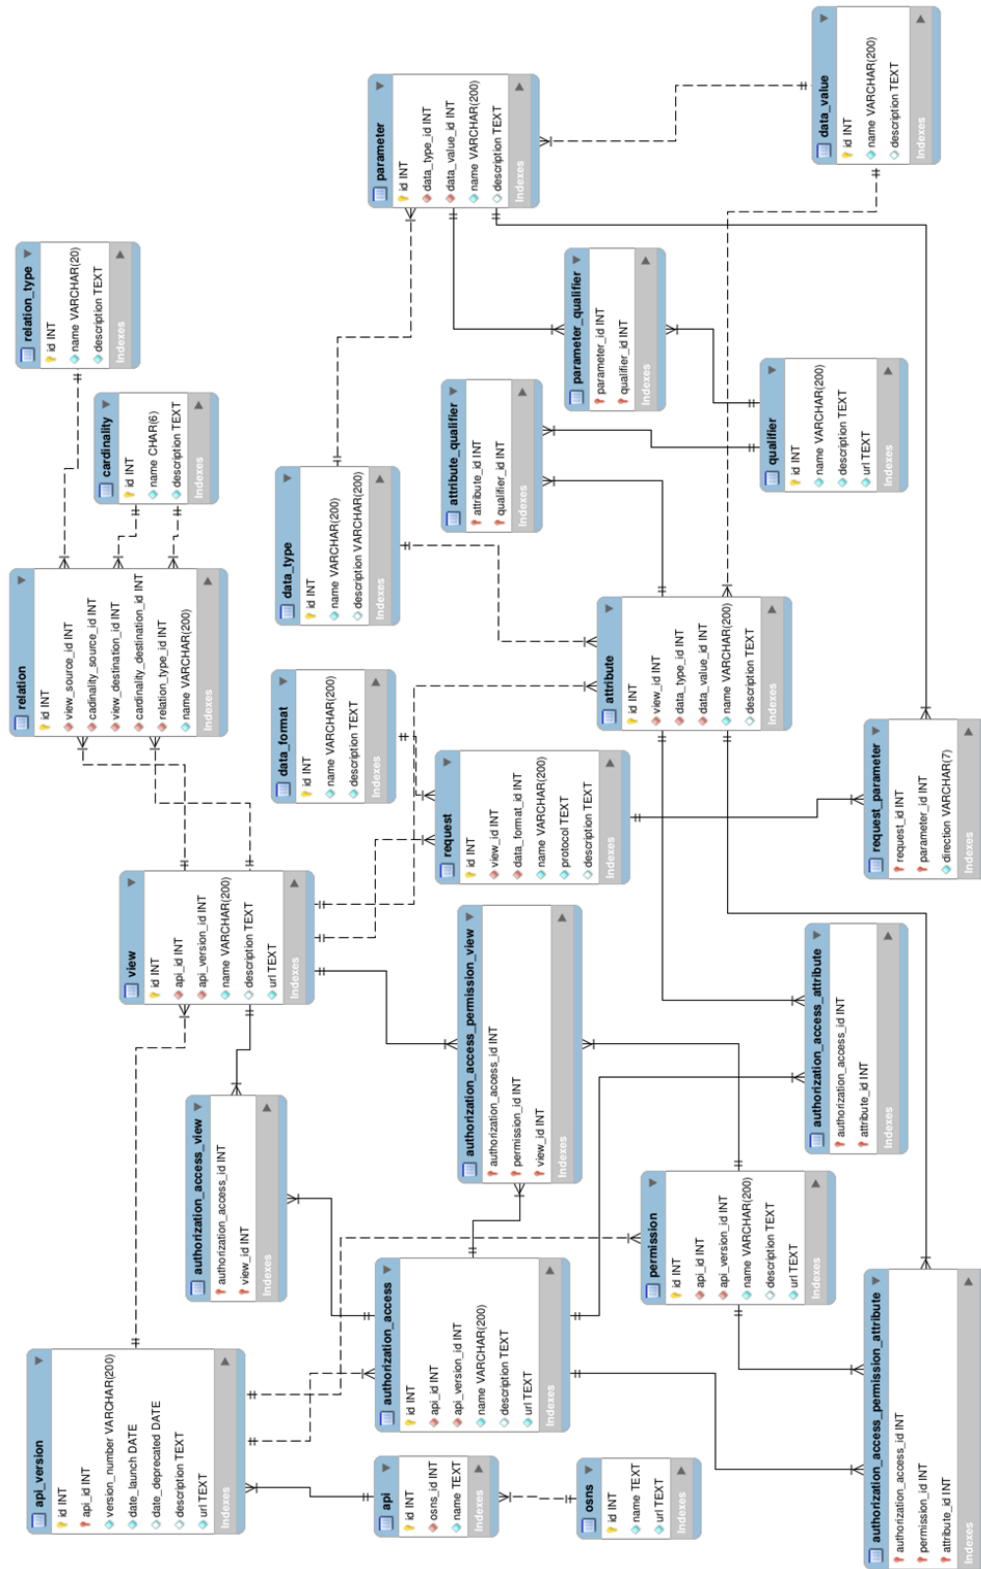 api_version
id INT
api_id INT
version_number VARCHAR(200)
date_launch DATE
date_deprecated DATE
description TEXT
url TEXT
Indexes
relation
id INT
view_source_id INT
cadinality_source_id INT
view_destination_id INT
cardinality_destination_id INT
relation_type_id INT
name VARCHAR(200)
Indexes
relation_type
id INT
name VARCHAR(20)
description TEXT
Indexes
cardinality
id INT
name CHAR(6)
description TEXT
Indexes
view
id INT
api_id INT
api_version_id INT
name VARCHAR(200)
description TEXT
url TEXT
Indexes
authorization_access_view
authorization_access_id INT
view_id INT
Indexes
data_format
id INT
name VARCHAR(200)
description TEXT
Indexes
data_type
id INT
name VARCHAR(200)
description VARCHAR(200)
Indexes
api
id INT
osns_id INT
name TEXT
Indexes
authorization_access
id INT
api_id INT
api_version_id INT
name VARCHAR(200)
description TEXT
url TEXT
Indexes
parameter
id INT
data_type_id INT
data_value_id INT
name VARCHAR(200)
description TEXT
Indexes
request
id INT
view_id INT
data_format_id INT
name VARCHAR(200)
protocol TEXT
description TEXT
Indexes
attribute_qualifier
attribute_id INT
qualifier_id INT
Indexes
authorization_access_permission_view
authorization_access_id INT
permission_id INT
view_id INT
Indexes
parameter_qualifier
parameter_id INT
qualifier_id INT
Indexes
osns
id INT
name TEXT
url TEXT
Indexes
attribute
id INT
view_id INT
data_type_id INT
data_value_id INT
name VARCHAR(200)
description TEXT
Indexes
permission
id INT
api_id INT
api_version_id INT
name VARCHAR(200)
description TEXT
url TEXT
Indexes
qualifier
id INT
name VARCHAR(200)
description TEXT
url TEXT
Indexes
authorization_access_attribute
authorization_access_id INT
attribute_id INT
Indexes
data_value
id INT
name VARCHAR(200)
description TEXT
Indexes
authorization_access_permission_attribute
authorization_access_id INT
permission_id INT
attribute_id INT
Indexes
request_parameter
request_id INT
parameter_id INT
direction VARCHAR(7)
Indexes